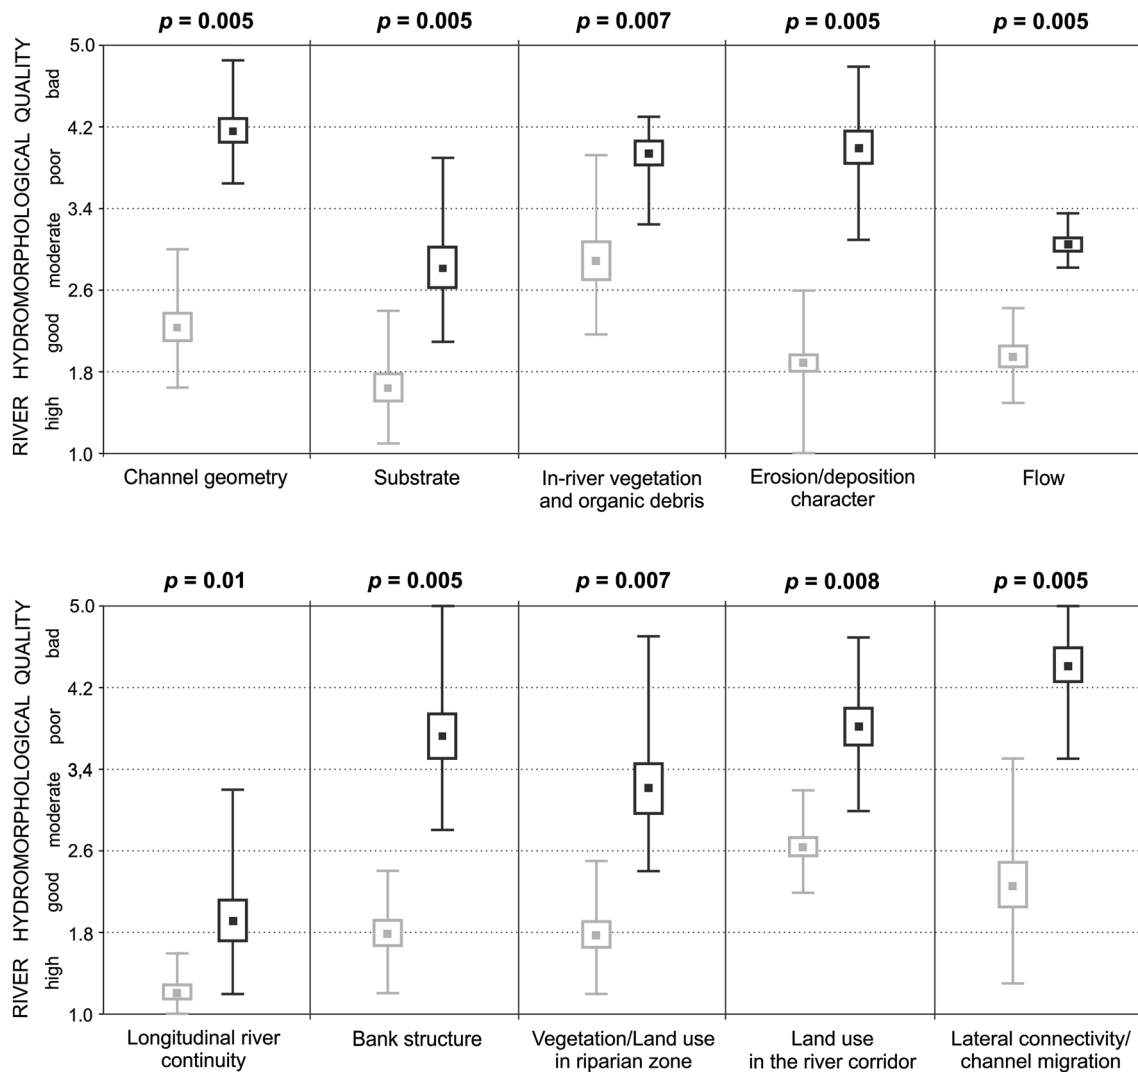 p = 0.005 p = 0.005 p = 0.007 p = 0.005 p = 0.005
RIVER HYDROMORPHOLOGICAL QUALITY
high good moderate poor bad
5.0
4.2
3.4
2.6
1.8
1.0
Channel geometry Substrate In-river vegetation Erosion/deposition Flow
and organic debris character
p = 0.01 p = 0.005 p = 0.007 p = 0.008 p = 0.005
RIVER HYDROMORPHOLOGICAL QUALITY
high good moderate poor bad
5.0
4.2
3.4
2.6
1.8
1.0
Longitudinal river Bank structure Vegetation/Land use Land use Lateral connectivity/
continuity in riparian zone in the river corridor channel migration